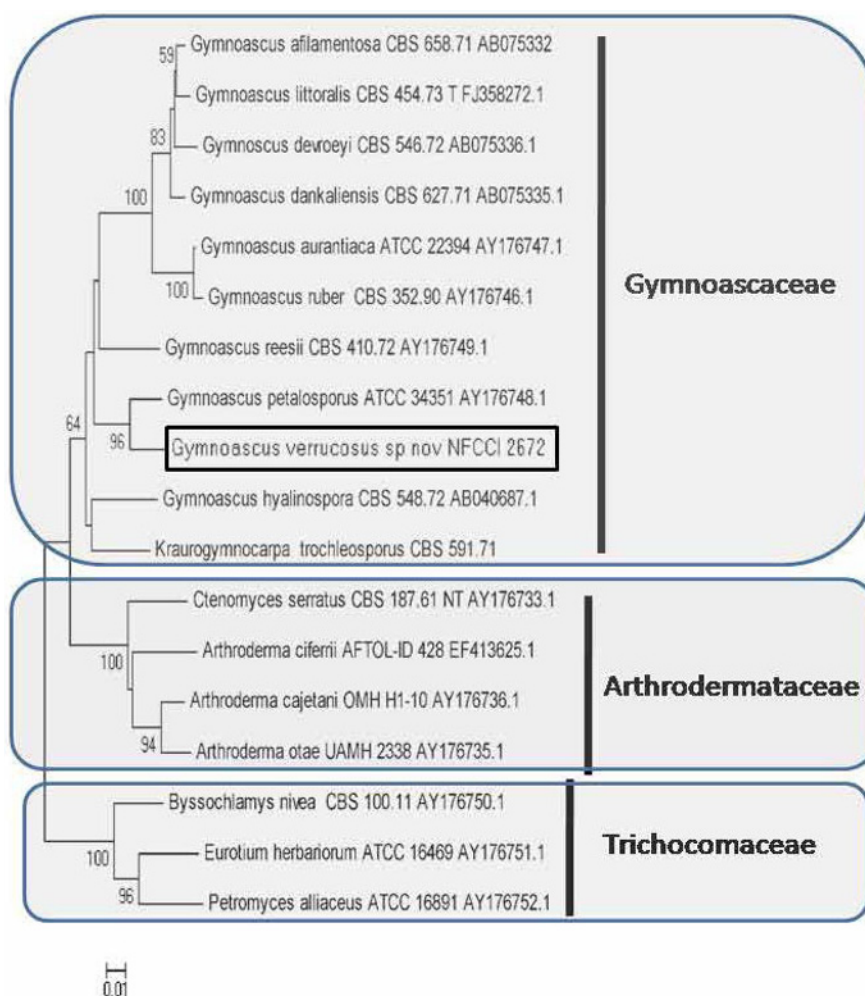 59
Gymnoascus afilamentosa CBS 658.71 AB075332
Gymnoascus littoralis CBS 454.73 T FJ358272.1
83
Gymnoscus devroeyi CBS 546.72 AB075336.1
100
Gymnoascus dankaliensis CBS 627.71 AB075335.1
Gymnoascus aurantiaca ATCC 22394 AY176747.1
100
Gymnoascus ruber CBS 352.90 AY176746.1
Gymnoascaceae
Gymnoascus reesii CBS 410.72 AY176749.1
Gymnoascus petalosporus ATCC 34351 AY176748.1
64
96
Gymnoascus verrucosus sp nov NFCCI 2672
Gymnoascus hyalinospora CBS 548.72 AB040687.1
Kraurogymnocarpa trochleosporus CBS 591.71
Ctenomyces serratus CBS 187.61 NT AY176733.1
100
Arthroderma ciferrii AFTOL-ID 428 EF413625.1
Arthrodermataceae
Arthroderma cajetani OMH H1-10 AY176736.1
94
Arthroderma otae UAMH 2338 AY176735.1
Byssochlamys nivea CBS 100.11 AY176750.1
100
Eurotium herbariorum ATCC 16469 AY176751.1
Trichocomaceae
96
Petromyces alliaceus ATCC 16891 AY176752.1
0.01